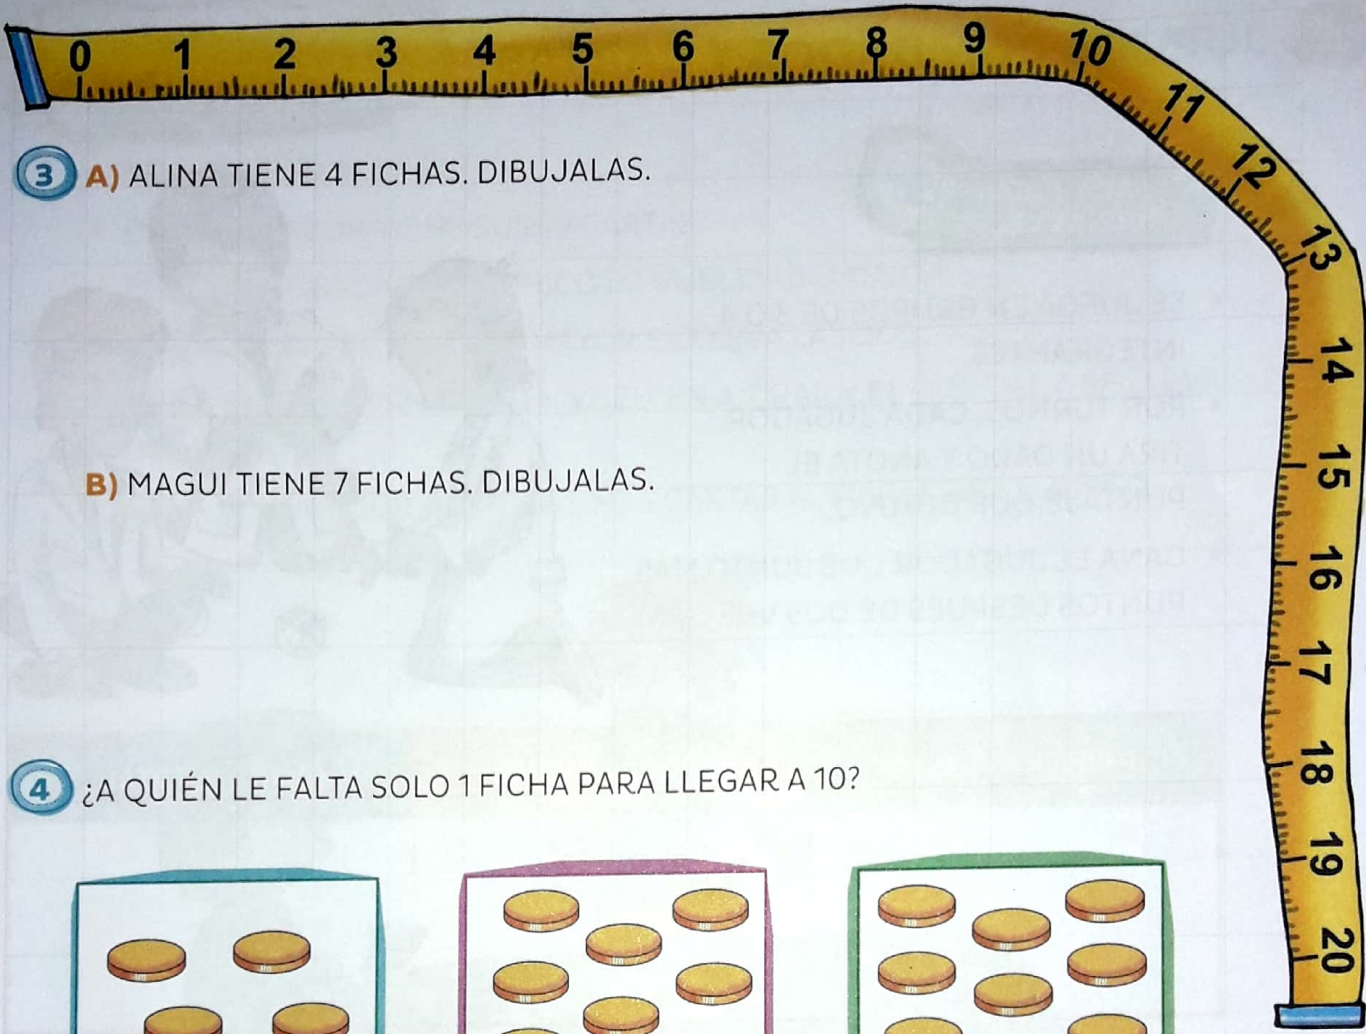 0 1 2 3 4 5 6 7 8 9 10 11 12 13 14 15 16 17 18 19 20
3 A) ALINA TIENE 4 FICHAS. DIBUJALAS.
B) MAGUI TIENE 7 FICHAS. DIBUJALAS.
4 ¿A QUIÉN LE FALTA SOLO 1 FICHA PARA LLEGAR A 10?